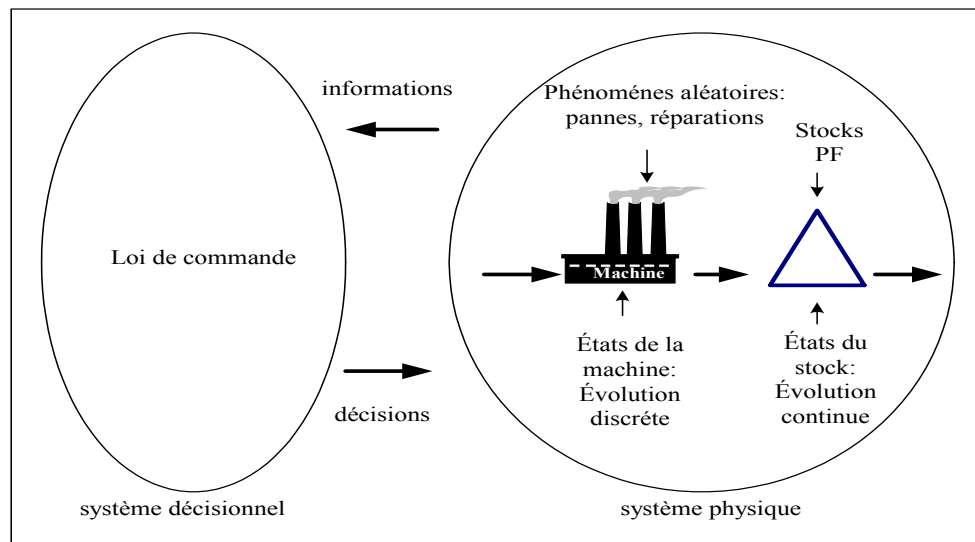 informations
Loi de commande
décisions
système décisionnel
Phénoménes aléatoires:
pannes, réparations
Stocks
PF
Machine
États de la
machine:
Évolution
discréte
États du
stock:
Évolution
continue
système physique